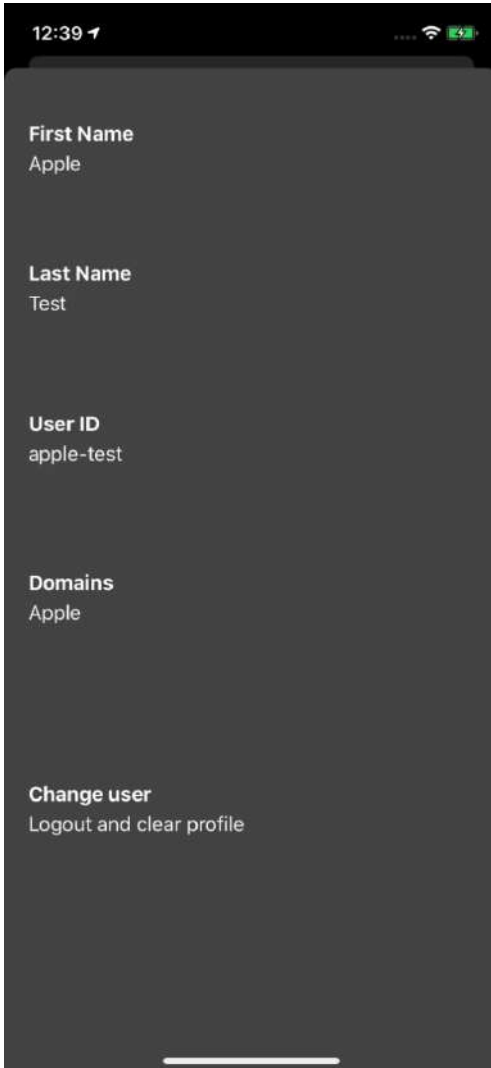 12:39
First Name
Apple
Last Name
Test
User ID
apple-test
Domains
Apple
Change user
Logout and clear profile